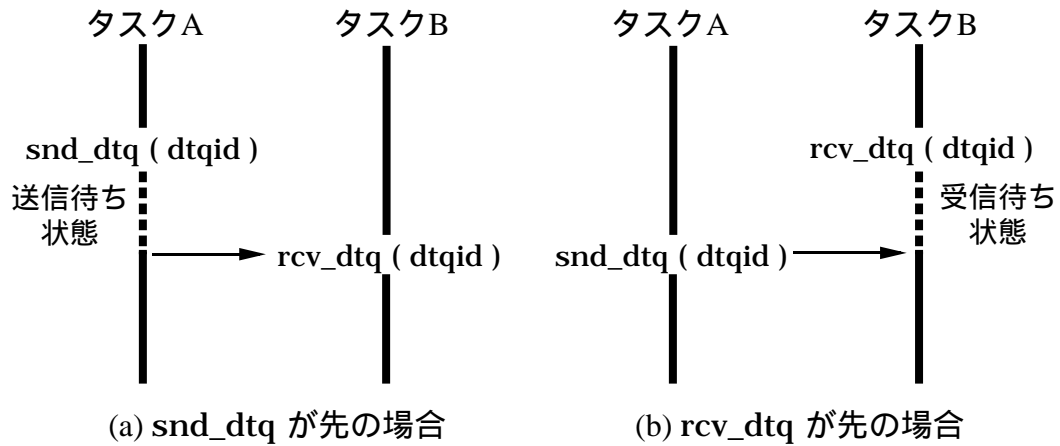 タスクA
タスクB
snd_dtq ( dtqid )
送信待ち
状態
rcv_dtq ( dtqid )
(a) snd_dtq が先の場合
タスクA
タスクB
rcv_dtq ( dtqid )
受信待ち
状態
snd_dtq ( dtqid )
(b) rcv_dtq が先の場合